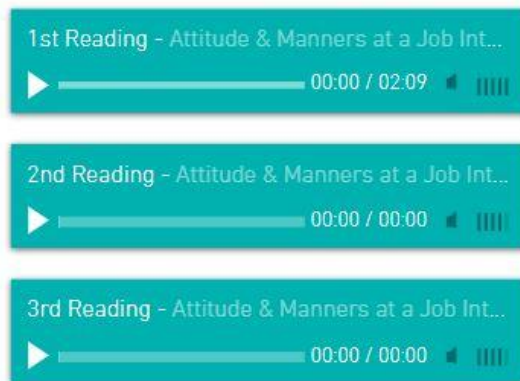 1st Reading - Attitude & Manners at a Job Int...
00:00 / 02:09
2nd Reading - Attitude & Manners at a Job Int...
00:00 / 00:00
3rd Reading - Attitude & Manners at a Job Int...
00:00 / 00:00